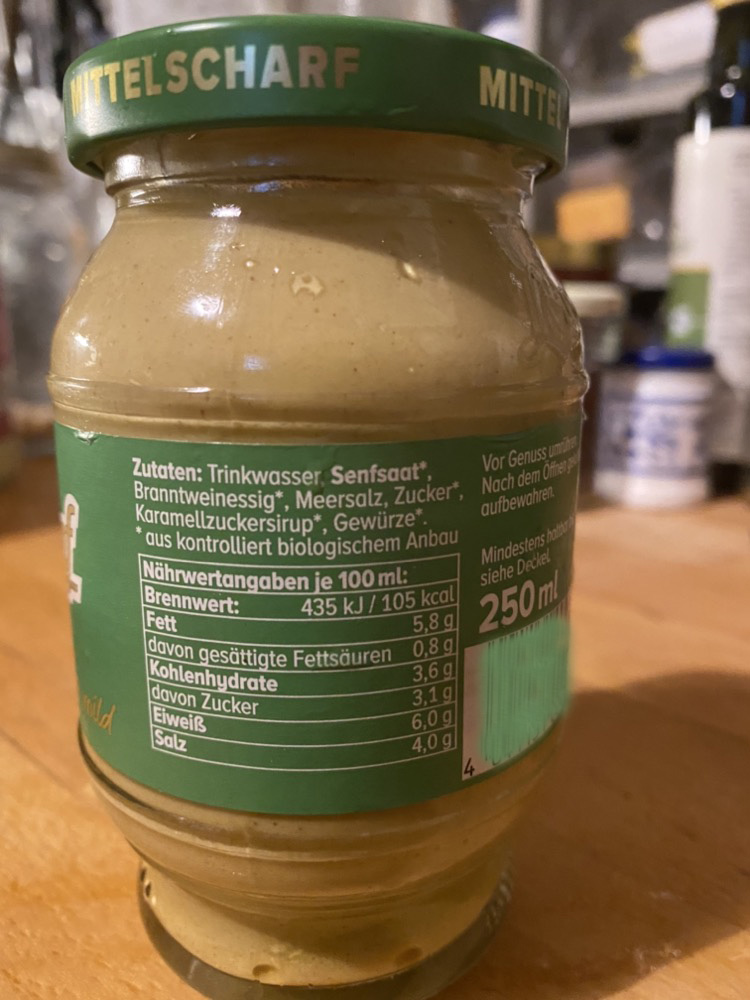 MITTELSCHARF
MITTEL
Zutaten: Trinkwasser, Senfsaat*,
Branntweinessig*, Meersalz, Zucker*,
Karamellzuckersirup*, Gewürze*.
* aus kontrolliert biologischem Anbau
Nährwertangaben je 100 ml:
Brennwert: 435 kJ / 105 kcal
Fett 5,8 g
davon gesättigte Fettsäuren 0,8 g
Kohlenhydrate 3,6 g
davon Zucker 3,1 g
Eiweiß 6,0 g
Salz 4,0 g
Vor Genuss umrühren
Nach dem Öffnen
aufbewahren.
Mindestens haltbar
siehe Deckel
250 ml
4
mild